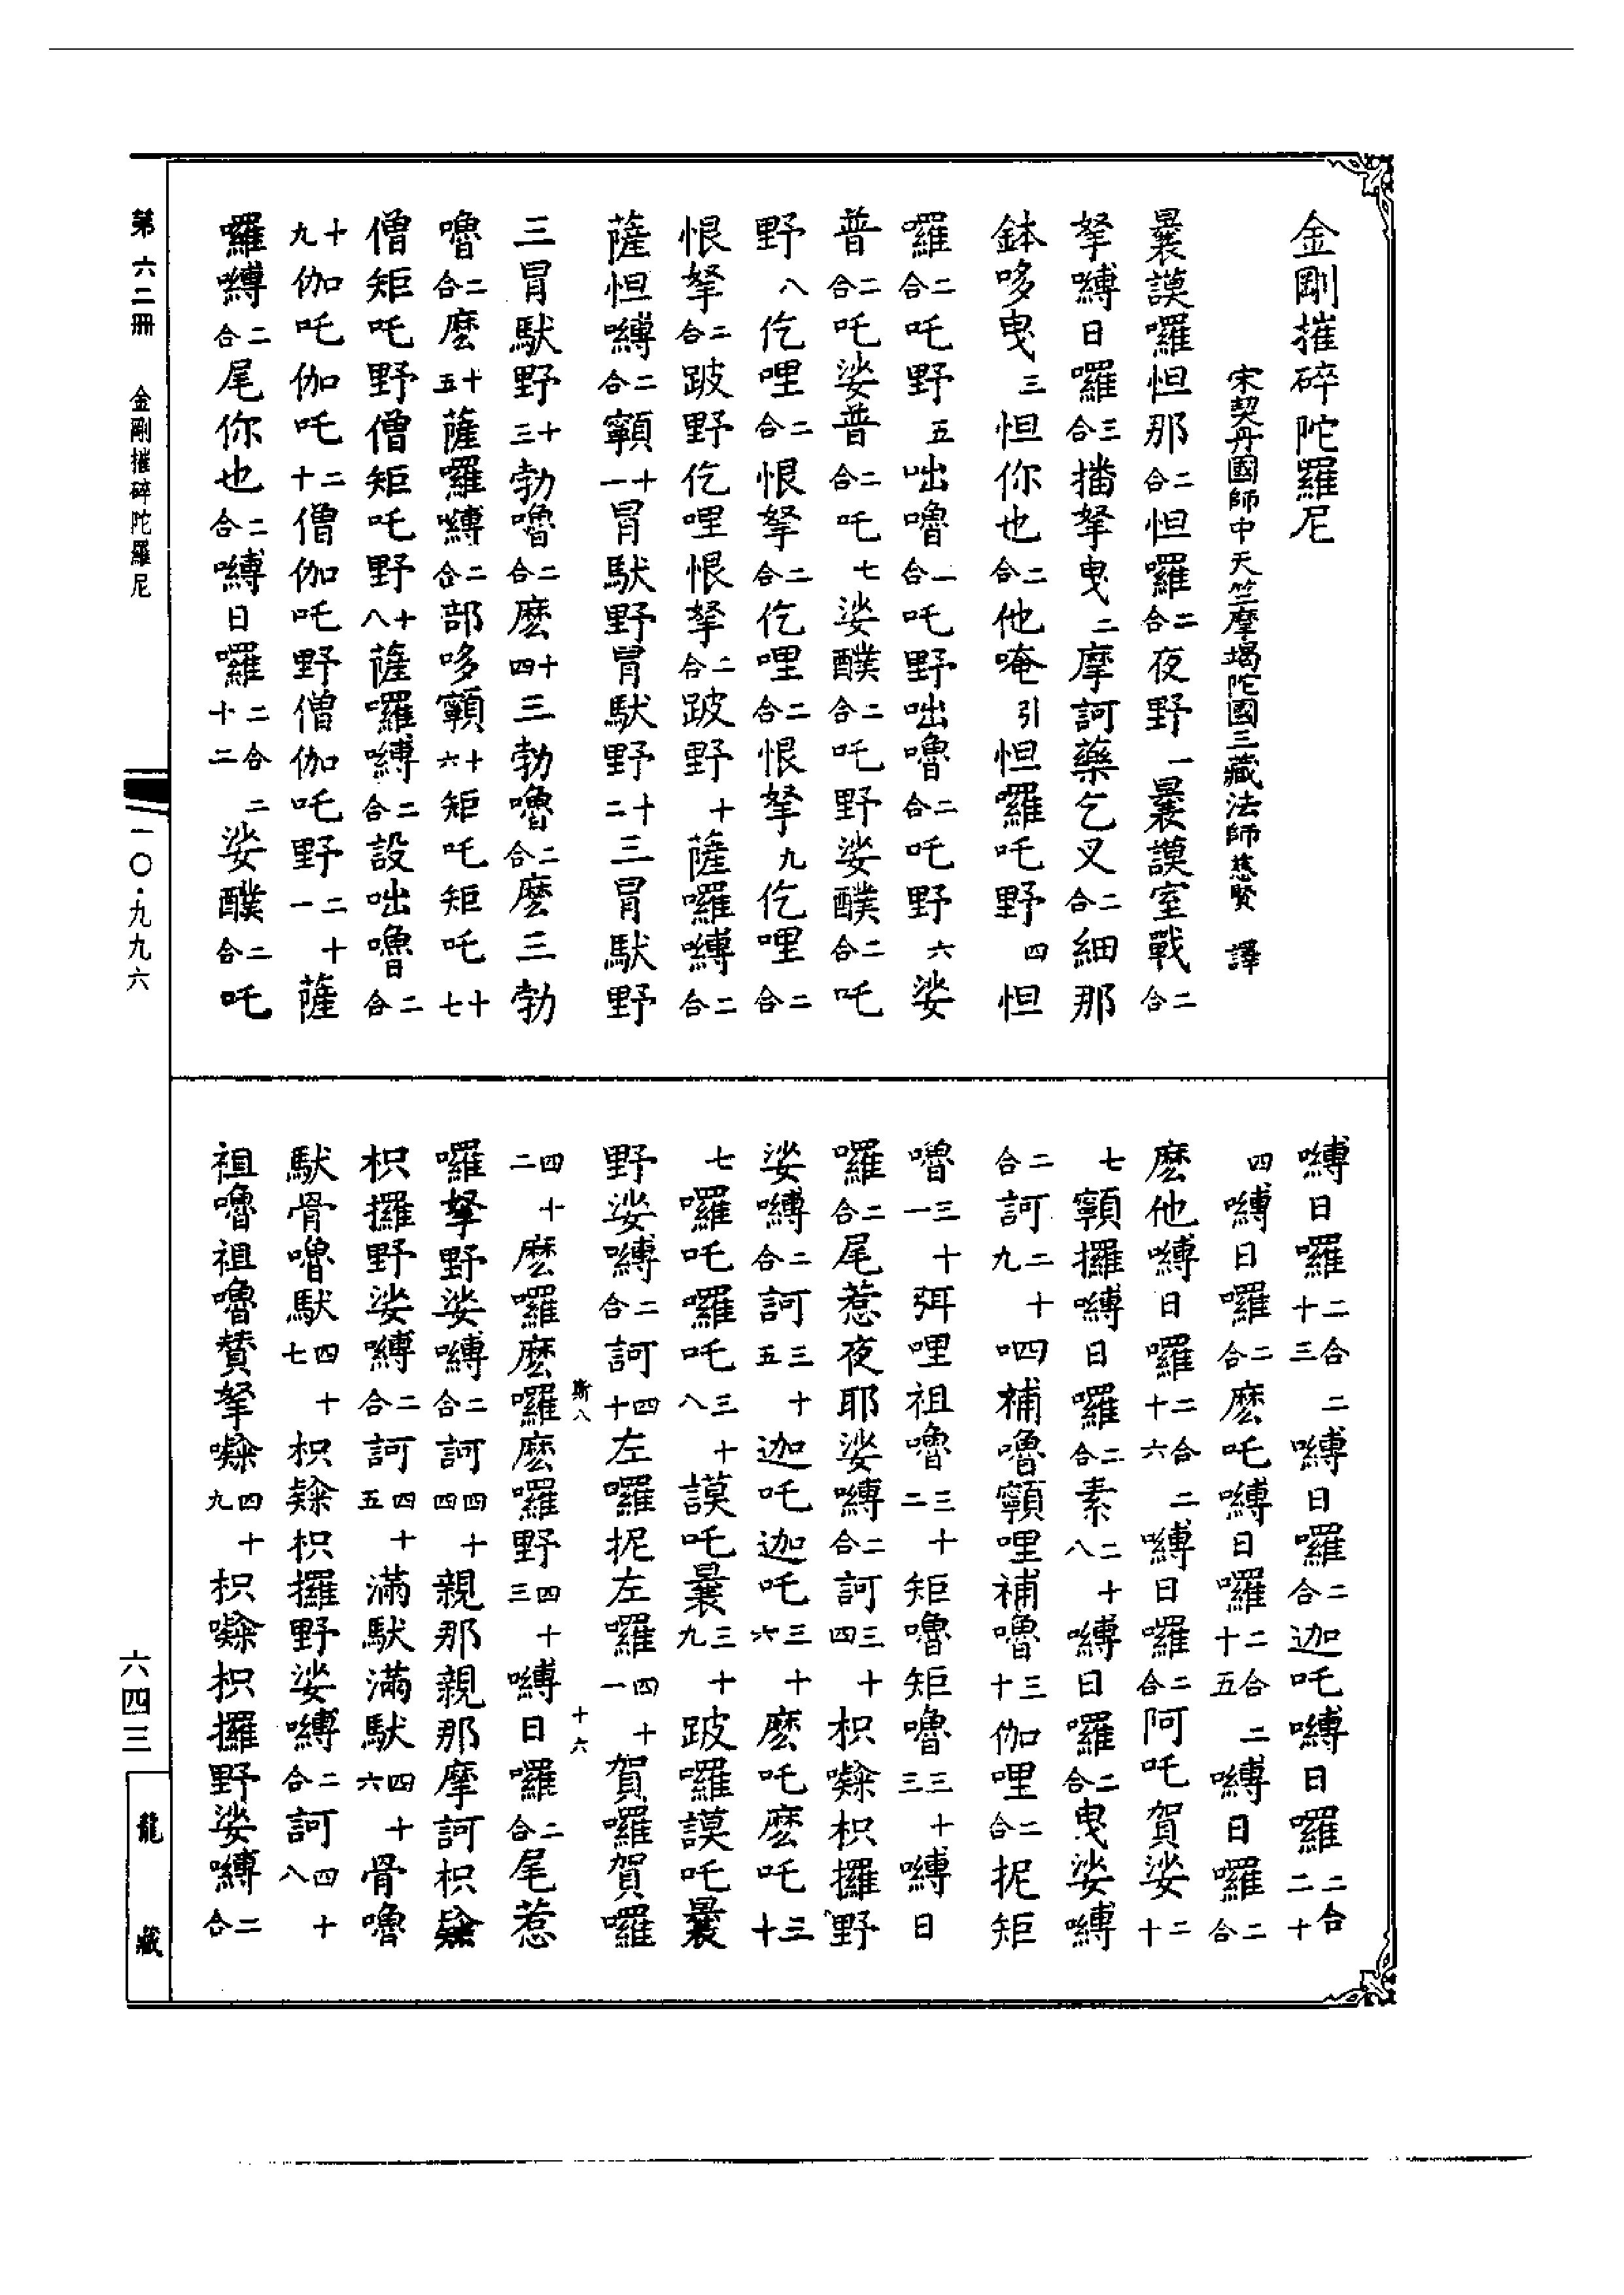 金剛摧碎陀羅尼
宋契丹國師中天竺摩竭陀國三藏法師慈賢 譯
曩謨囉怛那二合怛囉二合夜野一曩謨室戰二合
拏嚩日囉三合播拏曳二摩訶藥乞叉二合細那
鉢哆曳三怛你也二合他唵引怛囉吒野四怛
囉二合吒野五咄嚕一合吒野咄嚕二合吒野六娑
普二合吒娑普二合吒七娑醭二合吒野娑醭二合吒
野八仡哩二合恨拏二合仡哩二合恨拏九仡哩二合
恨拏二合跛野仡哩恨拏二合跛野十薩囉嚩二合
薩怛嚩二合顐十一冐馱野冐馱野十二三冐馱野
三冐馱野十三勃嚕二合麽十四三勃嚕二合麽三勃
嚕二合麽十五薩囉嚩二合部哆顐十六矩吒矩吒十七
僧矩吒野僧矩吒野十八薩囉嚩二合設咄嚕二合
十九伽吒伽吒二十僧伽吒野僧伽吒野二十一薩
囉嚩二合尾你也二合嚩日囉二合二十二娑醭二合吒
嚩日囉二合二十三嚩日囉二合迦吒嚩日囉二合二十
四嚩日囉二合麽吒嚩日囉二合二十五嚩日囉二合
麽他嚩日囉二合二十六嚩日囉二合阿吒賀娑二十
七顐攞嚩日囉二合素二十八嚩日囉二合曳娑嚩
二合訶二十九呬補嚕顐哩補嚕三十伽哩二合抳矩
嚕三十一弭哩祖嚕三十二矩嚕矩嚕三十三嚩日
囉二合尾惹夜耶娑嚩二合訶三十四枳攞野
娑嚩二合訶三十五迦吒迦吒三十六麽吒麽吒三十
七囉吒囉吒三十八謨吒曩三十九跛囉謨吒曩
野娑嚩二合訶四十左囉抳左囉四十一賀囉賀囉
四十二麽囉麽囉麽囉野四十三嚩日囉二合尾惹
囉拏野娑嚩二合訶四十四親那親那摩訶枳
枳攞野娑嚩二合訶四十五滿馱滿馱四十六骨嚕
馱骨嚕馱四十七枳枳攞野娑嚩二合訶四十八
祖嚕祖嚕贊拏四十九枳枳攞野娑嚩二合
斯八
十六
第六二冊 金剛摧碎陀羅尼
一〇·九九六
六四三
龍藏